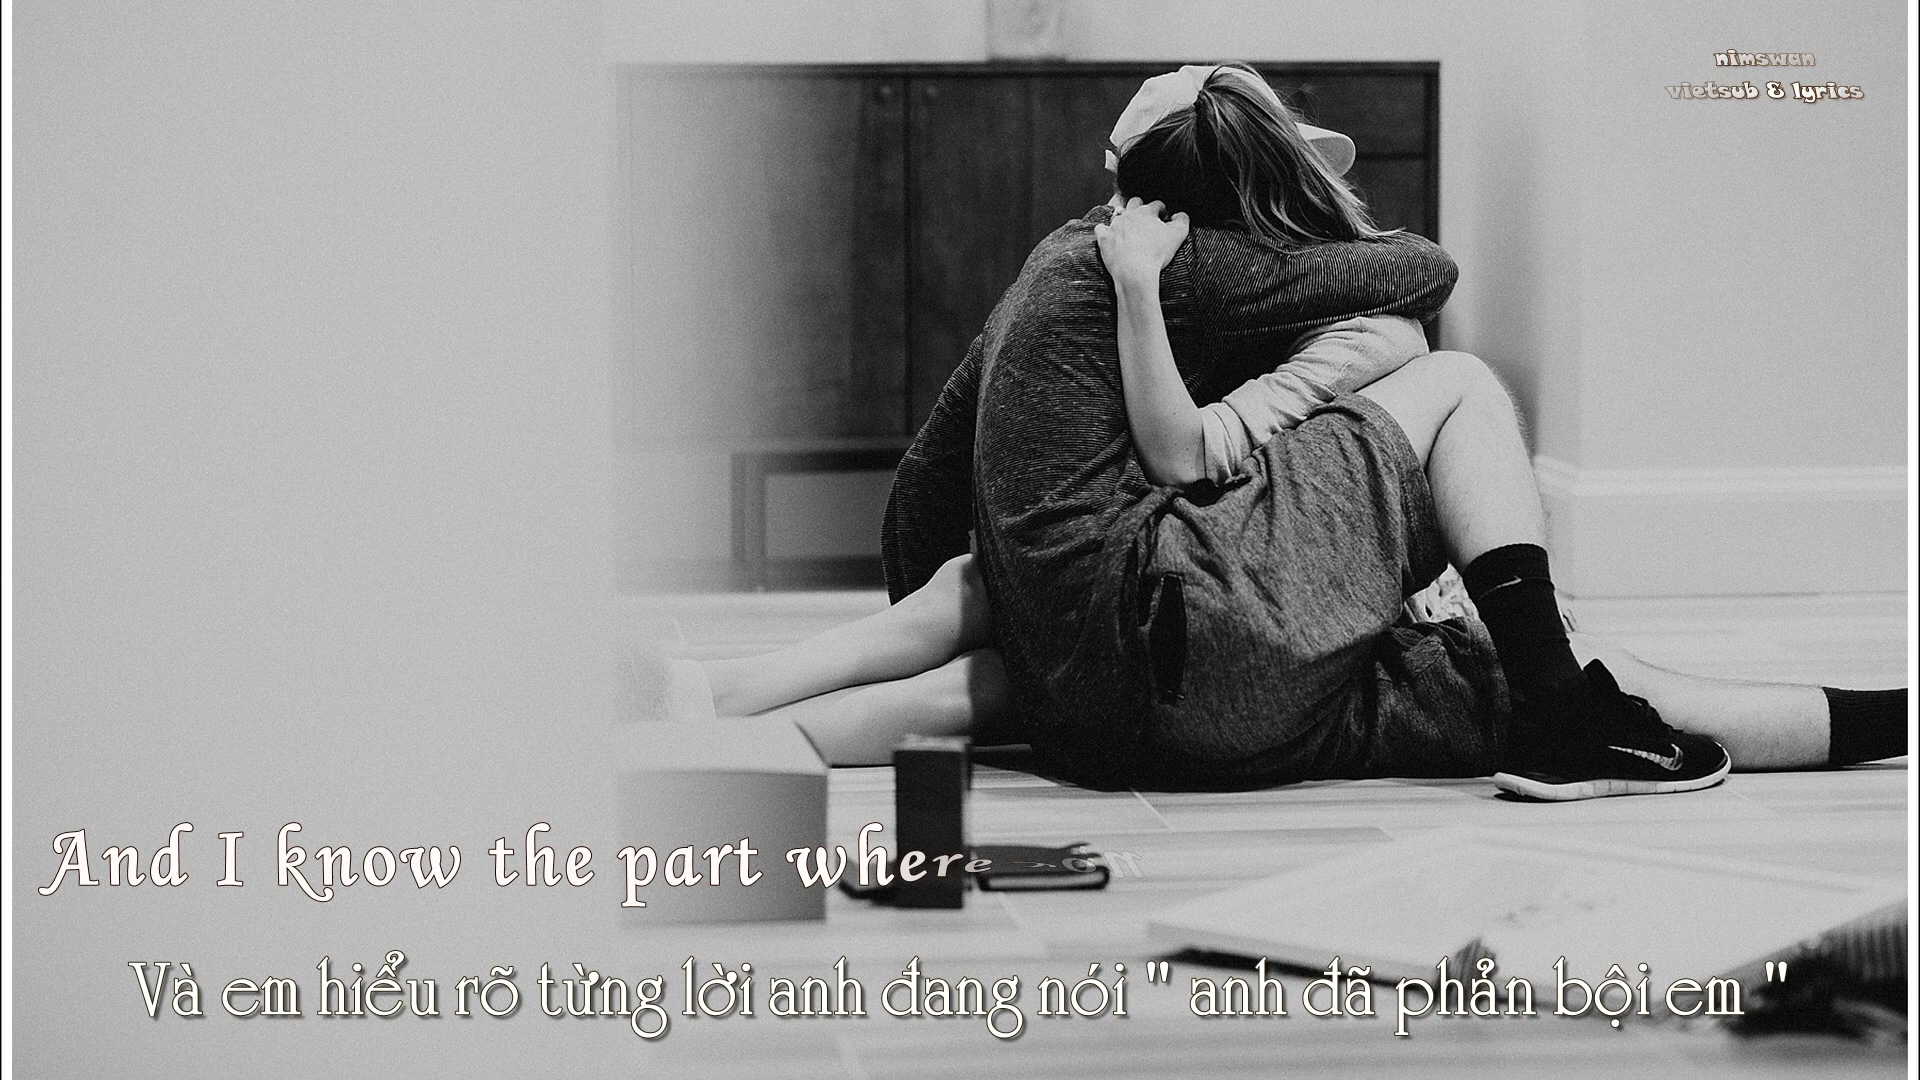 nimswan
vietsub & lyrics
And I know the part where
Và em hiểu rõ từng lời anh đang nói " anh đã phản bội em "